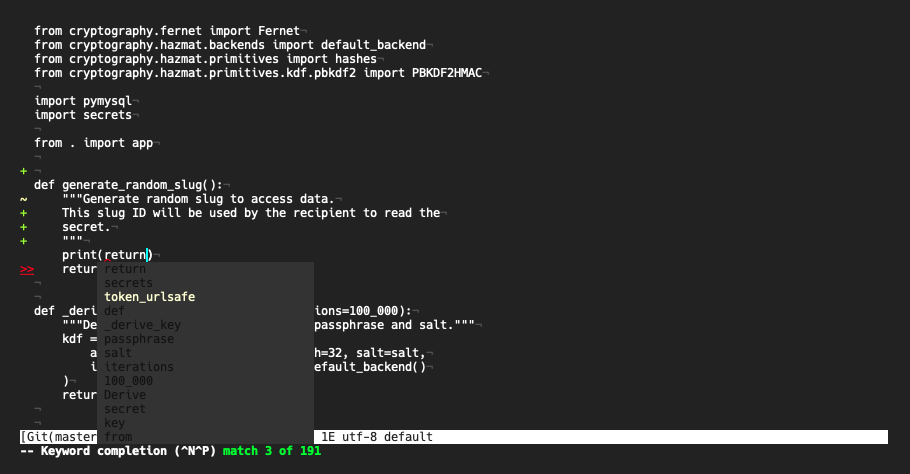 from cryptography.fernet import Fernet¬
from cryptography.hazmat.backends import default_backend¬
from cryptography.hazmat.primitives import hashes¬
from cryptography.hazmat.primitives.kdf.pbkdf2 import PBKDF2HMAC¬
¬
import pymysql¬
import secrets¬
¬
from . import app¬
¬
+ ¬
def generate_random_slug():¬
~ """Generate random slug to access data.¬
+ This slug ID will be used by the recipient to read the¬
+ secret.¬
+ """¬
print(return)¬
>> retur return
¬ secrets
¬ token_urlsafe
def _deri def ions=100_000):¬
"""De _derive_key passphrase and salt."""¬
kdf = passphrase
a salt h=32, salt=salt,¬
i iterations efault_backend()¬
)¬ 100_000
retur Derive
¬ secret
¬ key
[Git(master from 1E utf-8 default
-- Keyword completion (^N^P) match 3 of 191